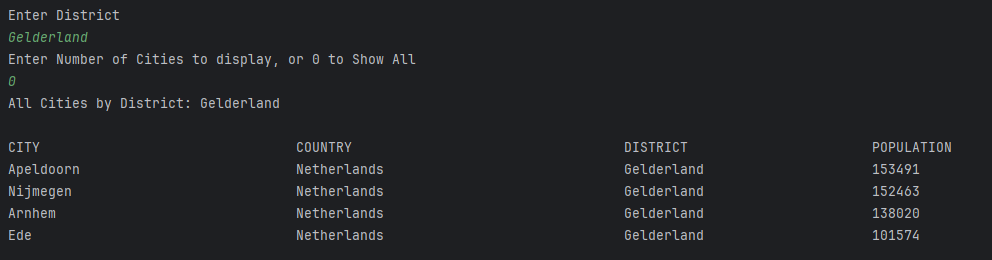 Enter District
Gelderland
Enter Number of Cities to display, or 0 to Show All
0
All Cities by District: Gelderland
CITY COUNTRY DISTRICT POPULATION
Apeldoorn Netherlands Gelderland 153491
Nijmegen Netherlands Gelderland 152463
Arnhem Netherlands Gelderland 138020
Ede Netherlands Gelderland 101574